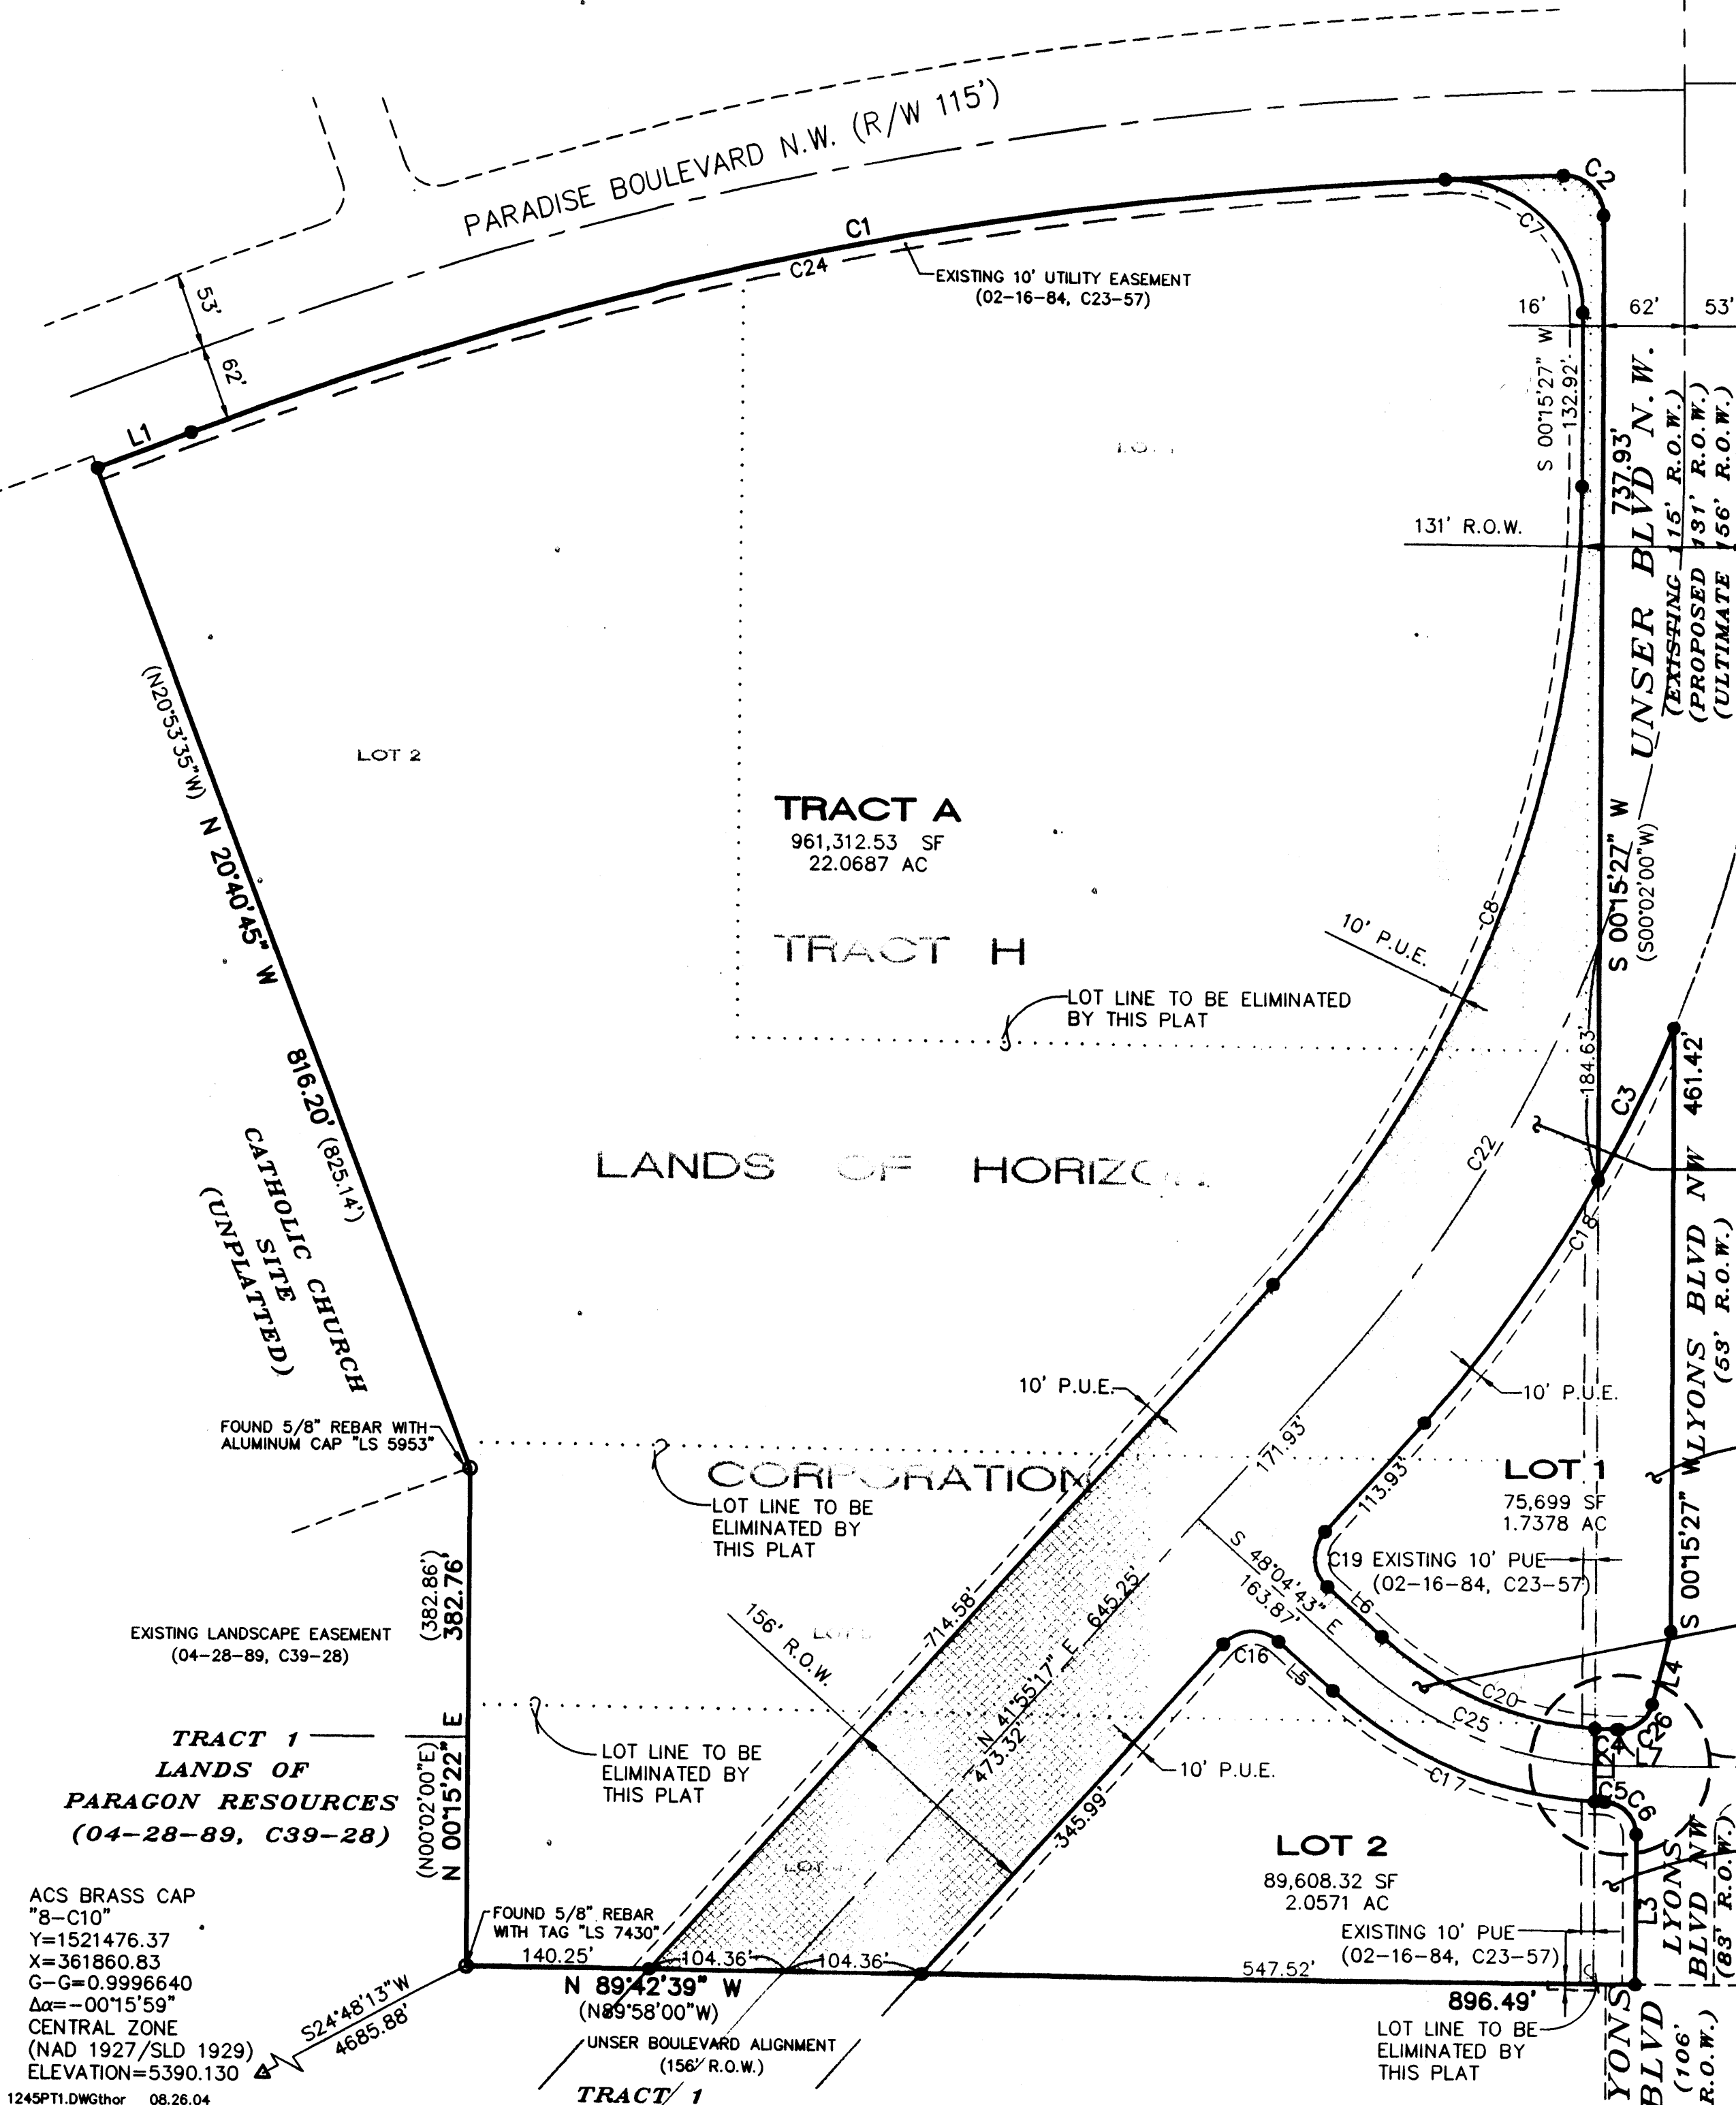 PARADISE BOULEVARD N.W. (R/W 115')
C2
C7
C1
C24
EXISTING 10' UTILITY EASEMENT
(02-16-84, C23-57)
53'
62'
L1
16'
62'
53'
S 00°15'27" W
132.92'
131' R.O.W.
737.93'
UNSER BLVD N.W.
(EXISTING 115' R.O.W.)
(PROPOSED 131' R.O.W.)
(ULTIMATE 156' R.O.W.)
S 00°15'27" W
(S00°02'00"W)
LOT 2
(N20°53'35"W)
N 20°40'45" W
816.20'
(825.14')
TRACT A
961,312.53 SF
22.0687 AC
TRACT H
C8
10' P.U.E.
LOT LINE TO BE ELIMINATED
BY THIS PLAT
184.63'
C3
461.42'
C22
C18
LANDS OF
CATHOLIC CHURCH
SITE
(UNPLATTED)
10' P.U.E.
10' P.U.E.
LYONS BLVD NW
(53' R.O.W.)
S 00°15'27" W
FOUND 5/8" REBAR WITH
ALUMINUM CAP "LS 5953"
CORPORATION
LOT LINE TO BE
ELIMINATED BY
THIS PLAT
171.93'
113.93'
LOT 1
75,699 SF
1.7378 AC
C19
EXISTING 10' PUE
(02-16-84, C23-57)
S 48°04'43" E
163.87'
L6
(382.86')
382.76'
EXISTING LANDSCAPE EASEMENT
(04-28-89, C39-28)
714.58'
156' R.O.W.
N 41°55'17" E
645.25'
473.32'
C16
L5
L4
C20
C25
C26
C4
L7
C17
C5
C6
TRACT 1
LANDS OF
PARAGON RESOURCES
(04-28-89, C39-28)
N 00°15'22" E
(N00°02'00"E)
LOT LINE TO BE
ELIMINATED BY
THIS PLAT
10' P.U.E.
345.99'
LOT 2
89,608.32 SF
2.0571 AC
EXISTING 10' PUE
(02-16-84, C23-57)
L3
LYONS
BLVD NW
(83' R.O.W.)
ACS BRASS CAP
"8-C10"
Y=1521476.37
X=361860.83
G-G=0.9996640
Δα=-00°15'59"
CENTRAL ZONE
(NAD 1927/SLD 1929)
ELEVATION=5390.130
FOUND 5/8" REBAR
WITH TAG "LS 7430"
140.25'
104.36'
104.36'
547.52'
N 89°42'39" W
(N89°58'00"W)
896.49'
S24°48'13"W
4685.88'
UNSER BOULEVARD ALIGNMENT
(156' R.O.W.)
TRACT 1
LOT LINE TO BE
ELIMINATED BY
THIS PLAT
YONS
BLVD
(106'
R.O.W.)
1245PT1.DWGthor 08.26.04